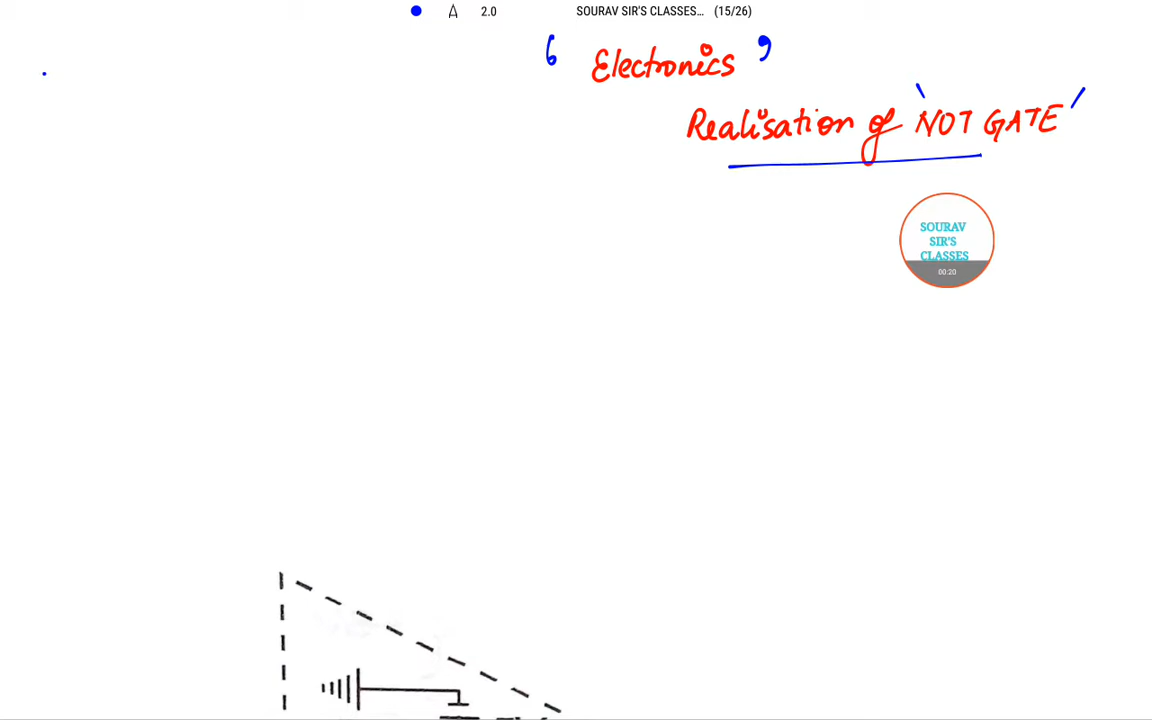 2.0 SOURAV SIR'S CLASSES... (15/26)
‘ Electronics ’
Realisation of 'NOT GATE'
SOURAV
SIR'S
CLASSES
00:20